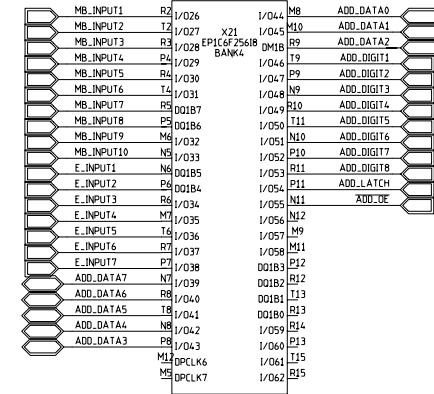 MB_INPUT1 R2 I/O26 I/O44 M8 ADD_DATA0
MB_INPUT2 T2 I/O27 X21 I/O45 M10 ADD_DATA1
MB_INPUT3 R3 I/O28 EP1C6F256I8 DM1B R9 ADD_DATA2
BANK4
MB_INPUT4 P4 I/O29 I/O46 T9 ADD_DIGIT1
MB_INPUT5 R4 I/O30 I/O47 P9 ADD_DIGIT2
MB_INPUT6 T4 I/O31 I/O48 N9 ADD_DIGIT3
MB_INPUT7 R5 DQ1B7 I/O49 R10 ADD_DIGIT4
MB_INPUT8 P5 DQ1B6 I/O50 T11 ADD_DIGIT5
MB_INPUT9 M6 I/O32 I/O51 N10 ADD_DIGIT6
MB_INPUT10 N5 I/O33 I/O52 P10 ADD_DIGIT7
E_INPUT1 N6 DQ1B5 I/O53 R11 ADD_DIGIT8
E_INPUT2 P6 DQ1B4 I/O54 P11 ADD_LATCH
E_INPUT3 R6 I/O34 I/O55 N11 ADD_OE
E_INPUT4 M7 I/O35 I/O56 N12
E_INPUT5 T6 I/O36 I/O57 M9
E_INPUT6 R7 I/O37 I/O58 M11
E_INPUT7 P7 I/O38 DQ1B3 P12
ADD_DATA7 N7 I/O39 DQ1B2 R12
ADD_DATA6 R8 I/O40 DQ1B1 T13
ADD_DATA5 T8 I/O41 DQ1B0 R13
ADD_DATA4 N8 I/O42 I/O59 R14
ADD_DATA3 P8 I/O43 I/O60 P13
M12 DPCLK6 I/O61 T15
M5 DPCLK7 I/O62 R15